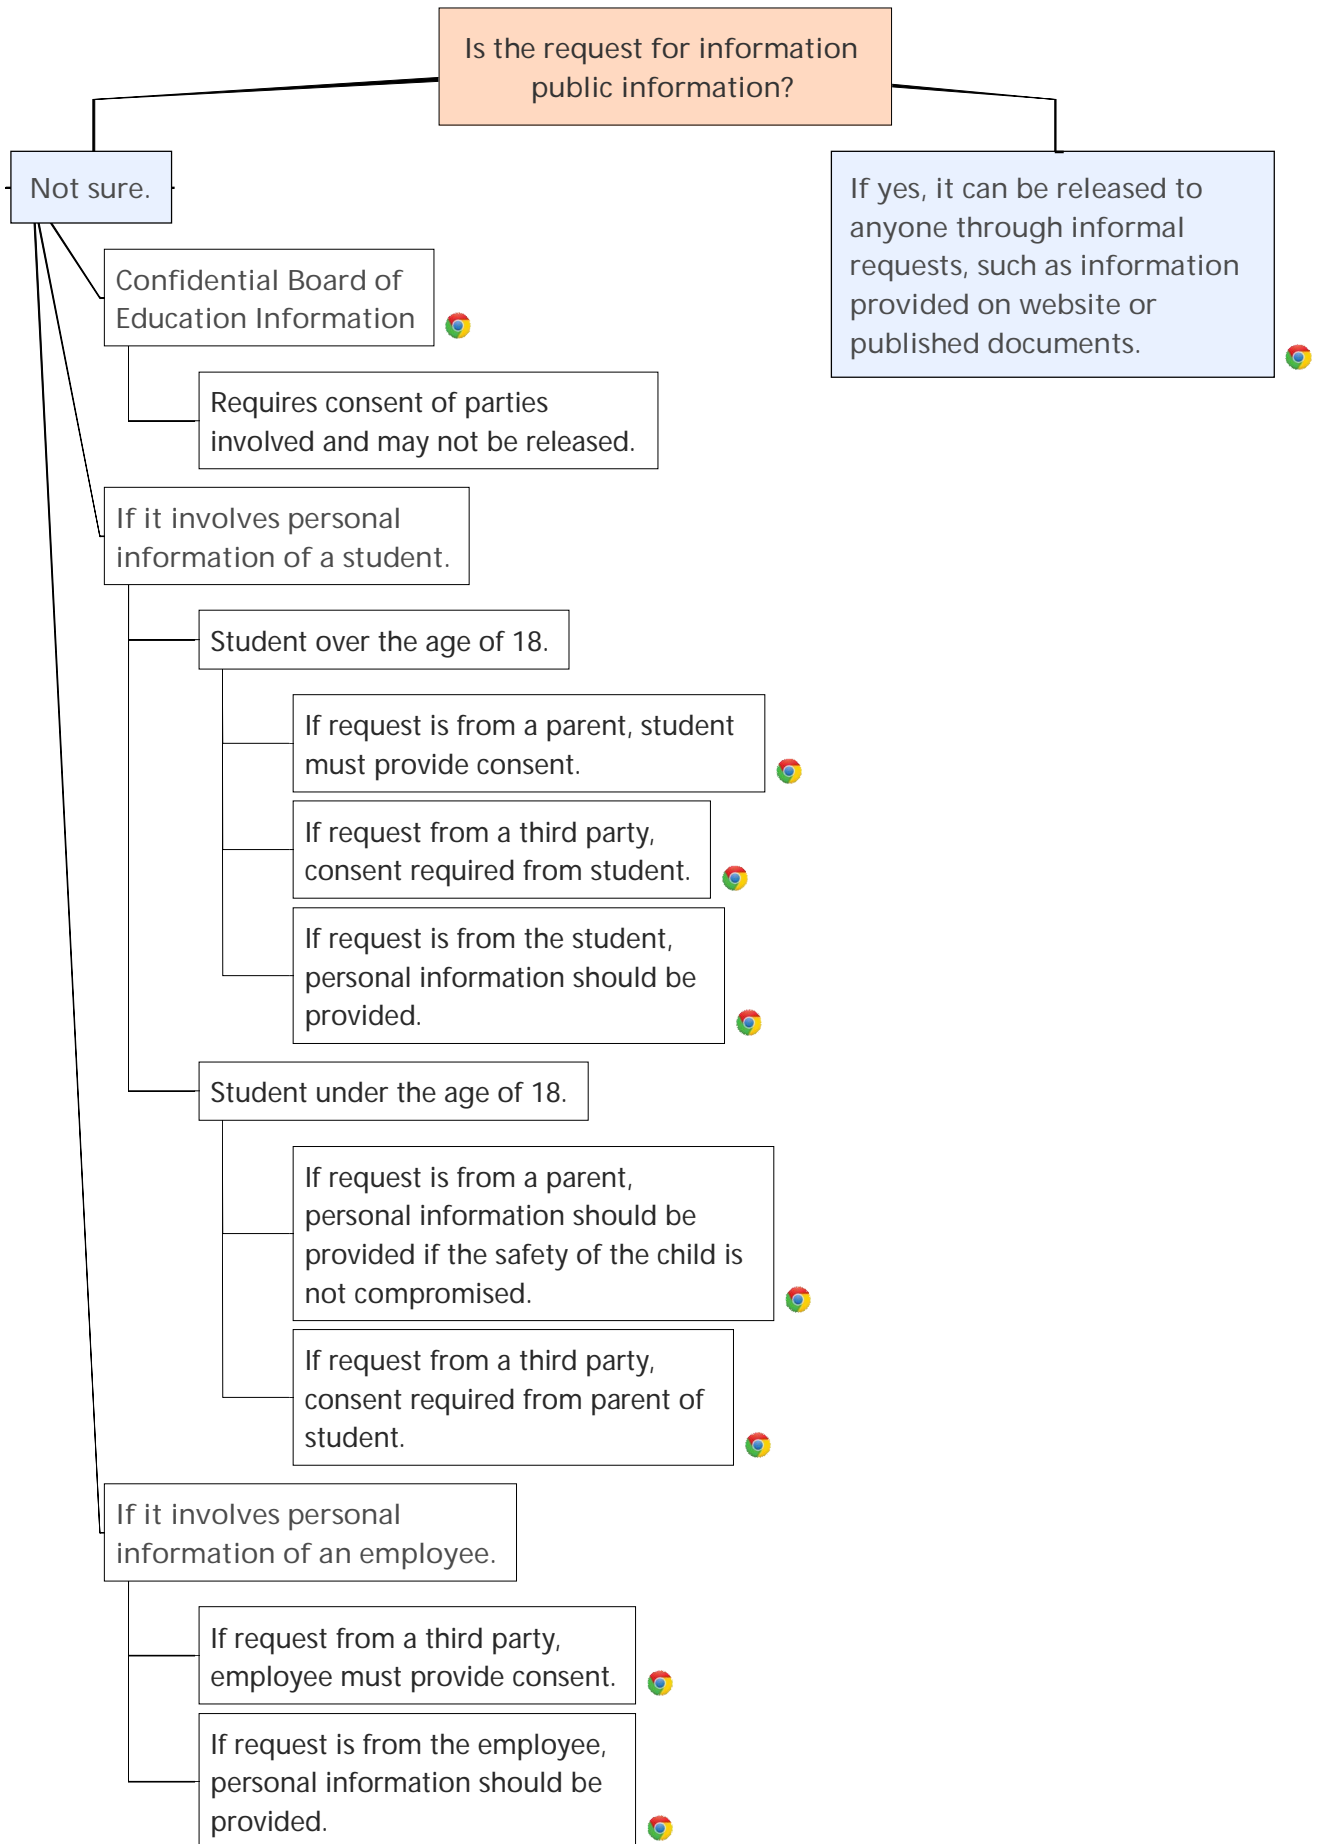 Is the request for information
public information?
Not sure.
If yes, it can be released to
anyone through informal
requests, such as information
provided on website or
published documents.
Confidential Board of
Education Information
Requires consent of parties
involved and may not be released.
If it involves personal
information of a student.
Student over the age of 18.
If request is from a parent, student
must provide consent.
If request from a third party,
consent required from student.
If request is from the student,
personal information should be
provided.
Student under the age of 18.
If request is from a parent,
personal information should be
provided if the safety of the child is
not compromised.
If request from a third party,
consent required from parent of
student.
If it involves personal
information of an employee.
If request from a third party,
employee must provide consent.
If request is from the employee,
personal information should be
provided.